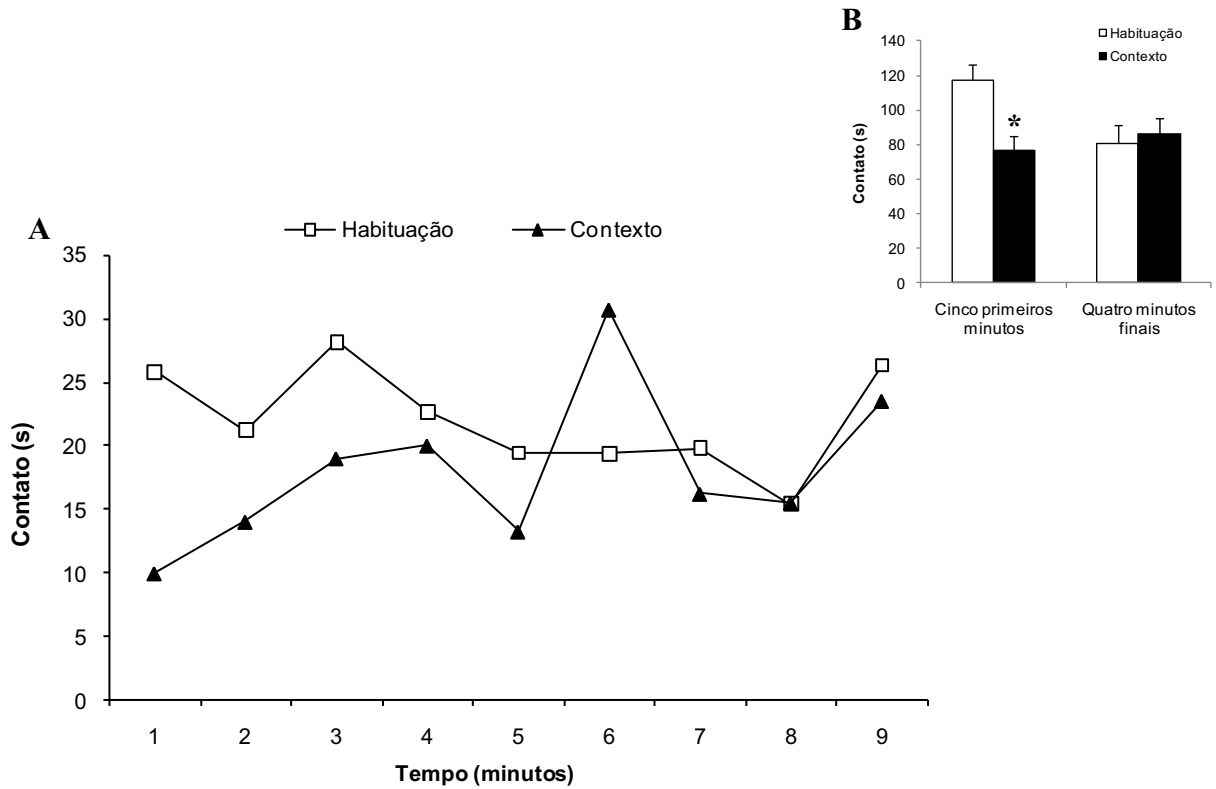 B
Habituação
Contexto
140
120
100
80
60
40
20
0
Contato (s)
*
Cinco primeiros
minutos
Quatro minutos
finais
A
Habituação
Contexto
35
30
25
20
15
10
5
0
Contato (s)
1 2 3 4 5 6 7 8 9
Tempo (minutos)